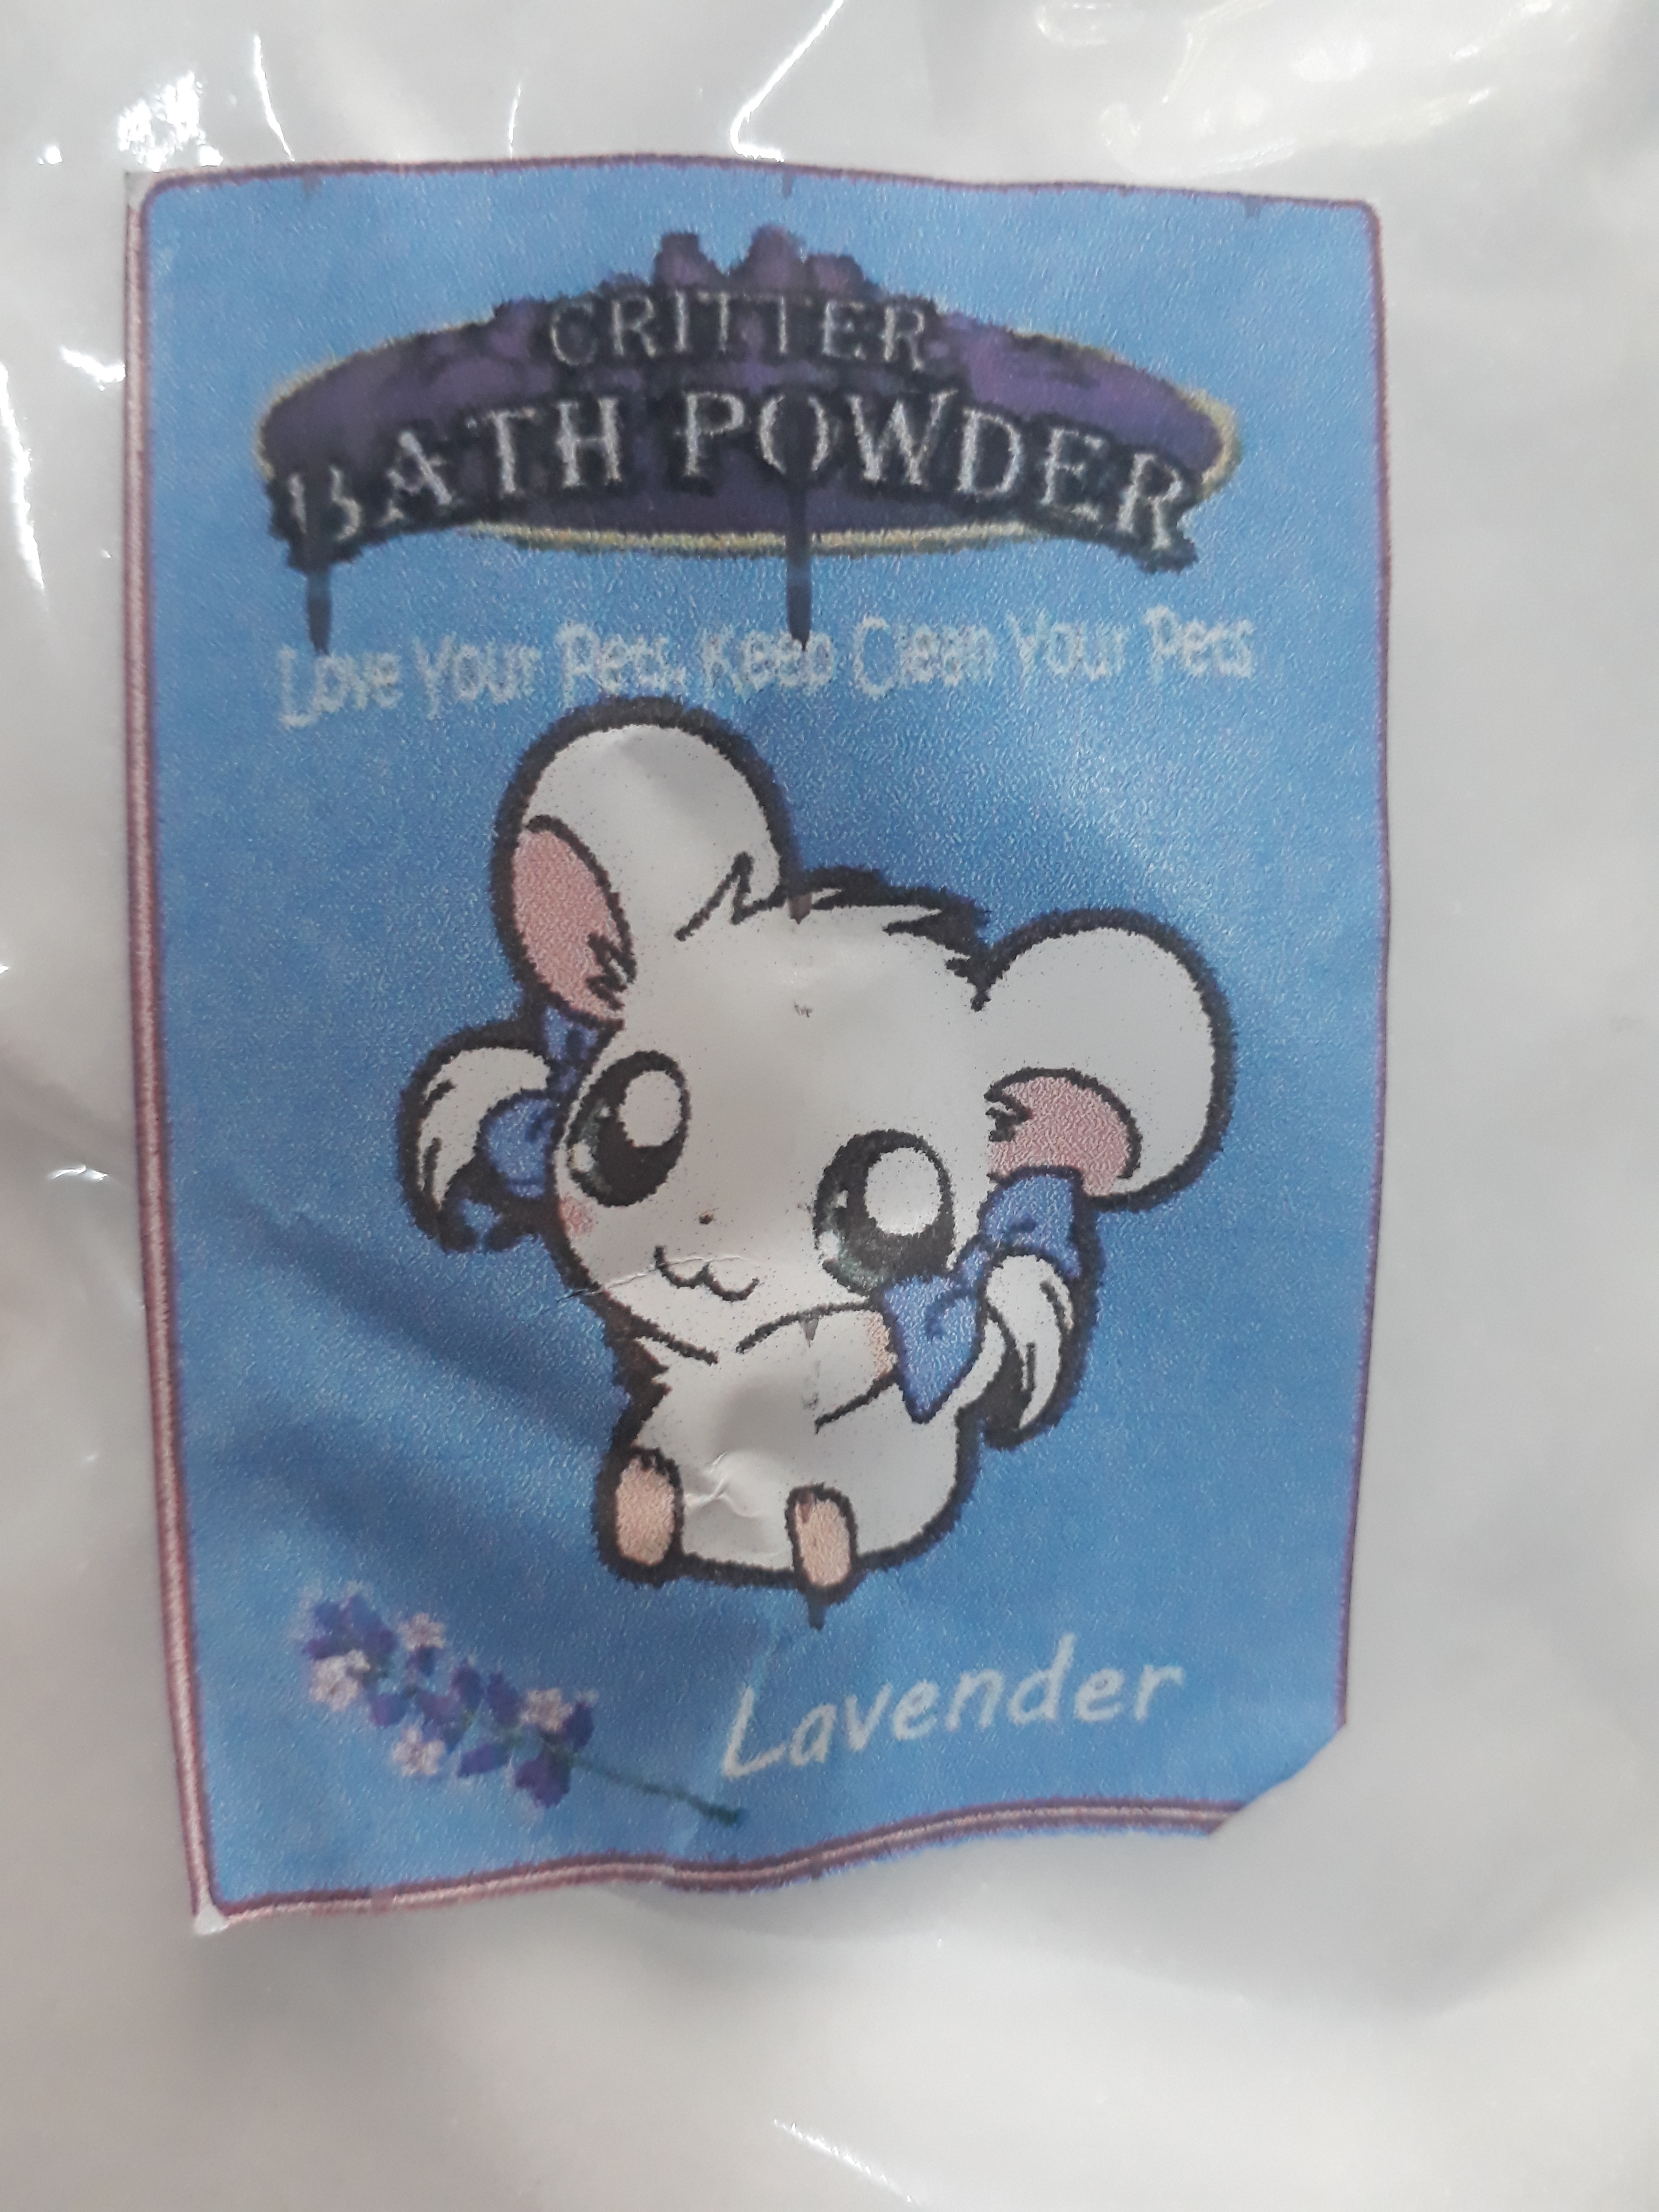 CRITTER
BATH POWDER
Love Your Pets, Keep Clean Your Pets
Lavender